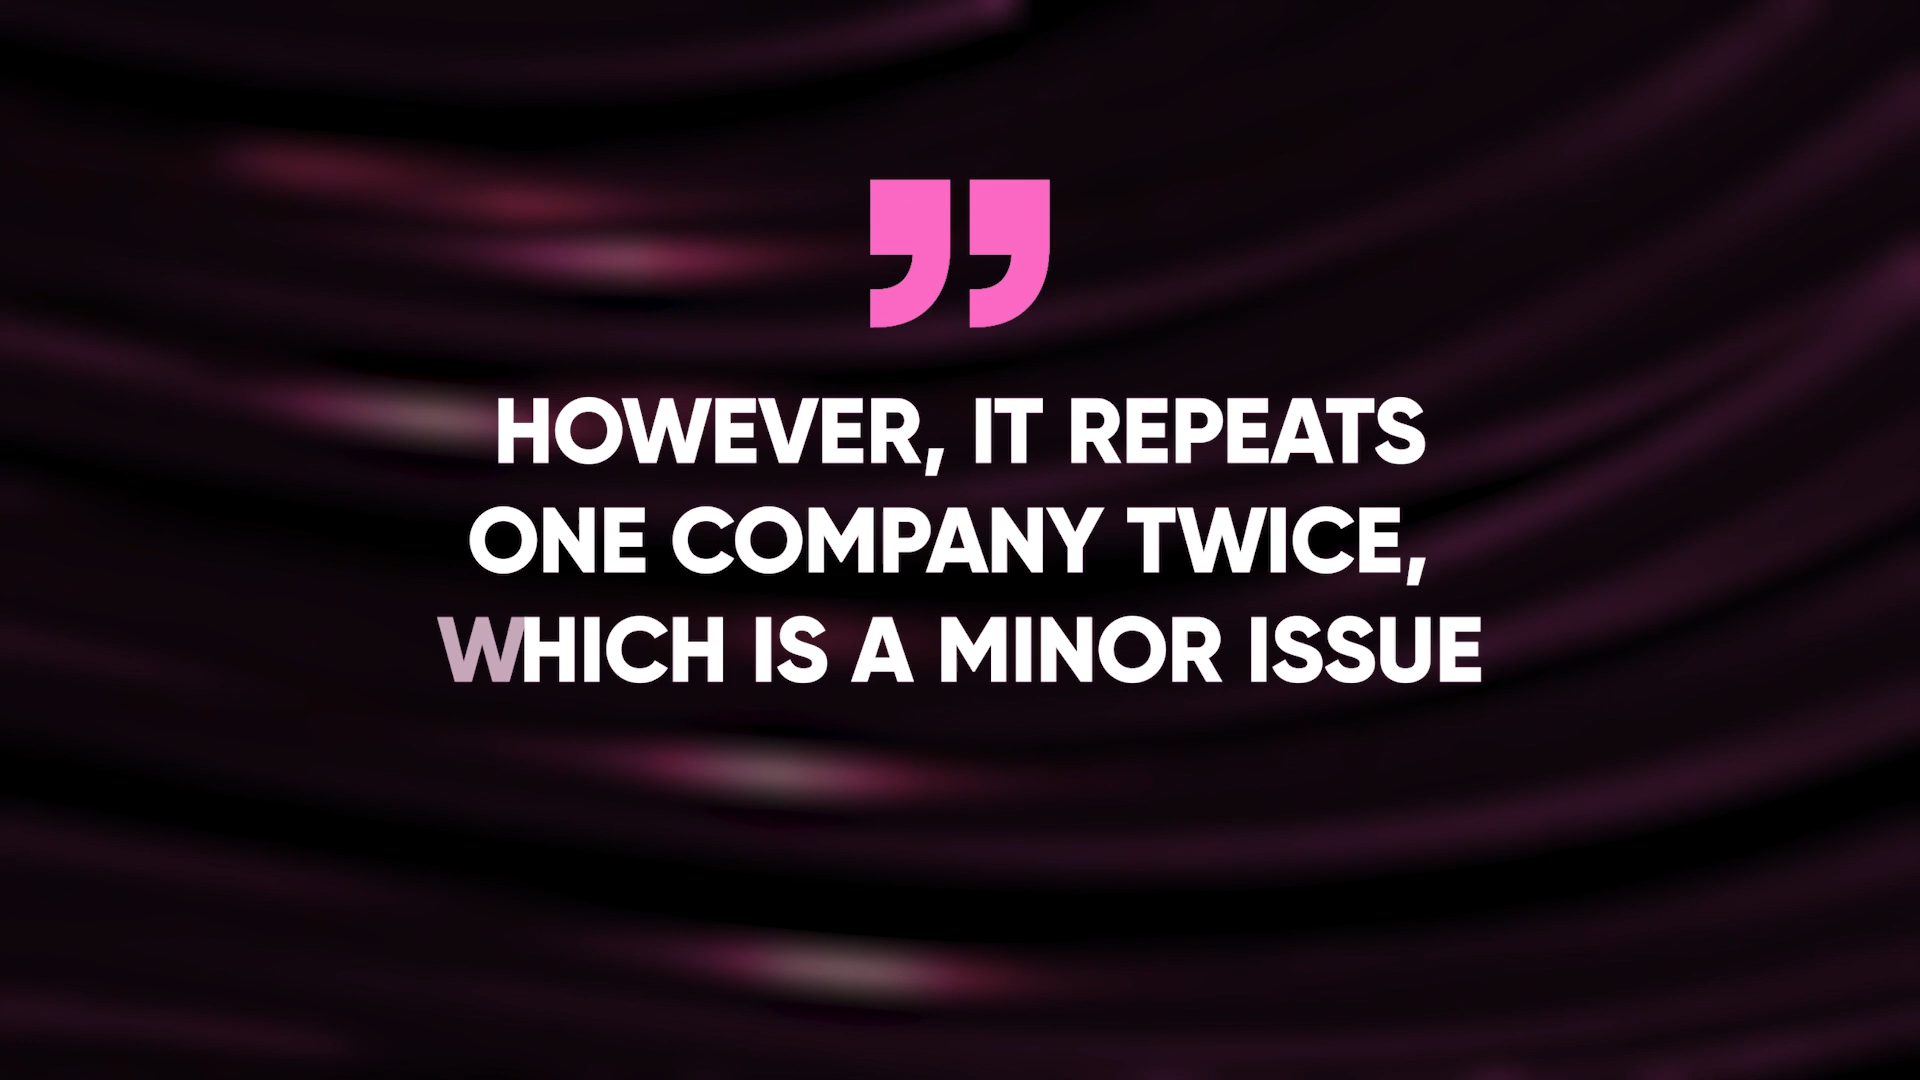 ”
HOWEVER, IT REPEATS
ONE COMPANY TWICE,
WHICH IS A MINOR ISSUE